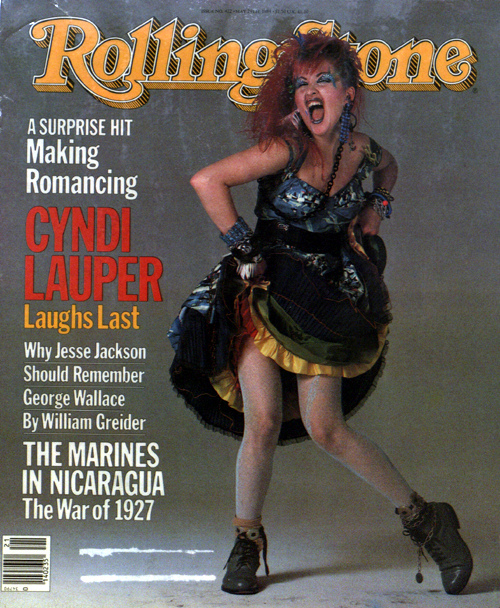 Rolling Stone
A SURPRISE HIT
Making
Romancing
CYNDI
LAUPER
Laughs Last
Why Jesse Jackson
Should Remember
George Wallace
By William Greider
THE MARINES
IN NICARAGUA
The War of 1927